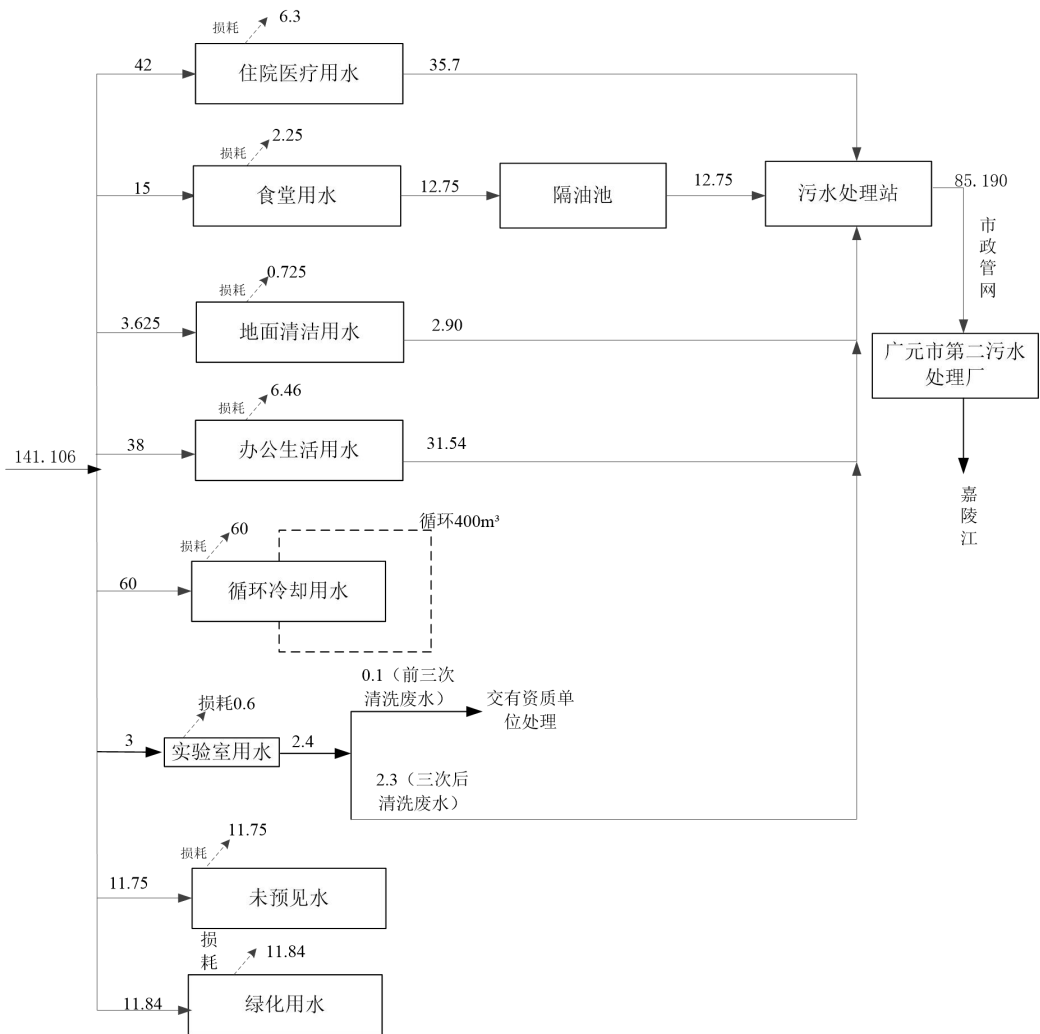 损耗
6.3
42
住院医疗用水
35.7
损耗
2.25
15
食堂用水
12.75
隔油池
12.75
污水处理站
85.190
市政管网
损耗
0.725
3.625
地面清洁用水
2.90
广元市第二污水
处理厂
损耗
6.46
38
办公生活用水
31.54
141.106
嘉陵江
循环400m³
损耗
60
60
循环冷却用水
0.1（前三次
清洗废水）
交有资质单
位处理
损耗0.6
3
实验室用水
2.4
2.3（三次后
清洗废水）
损耗
11.75
11.75
未预见水
损
耗
11.84
11.84
绿化用水